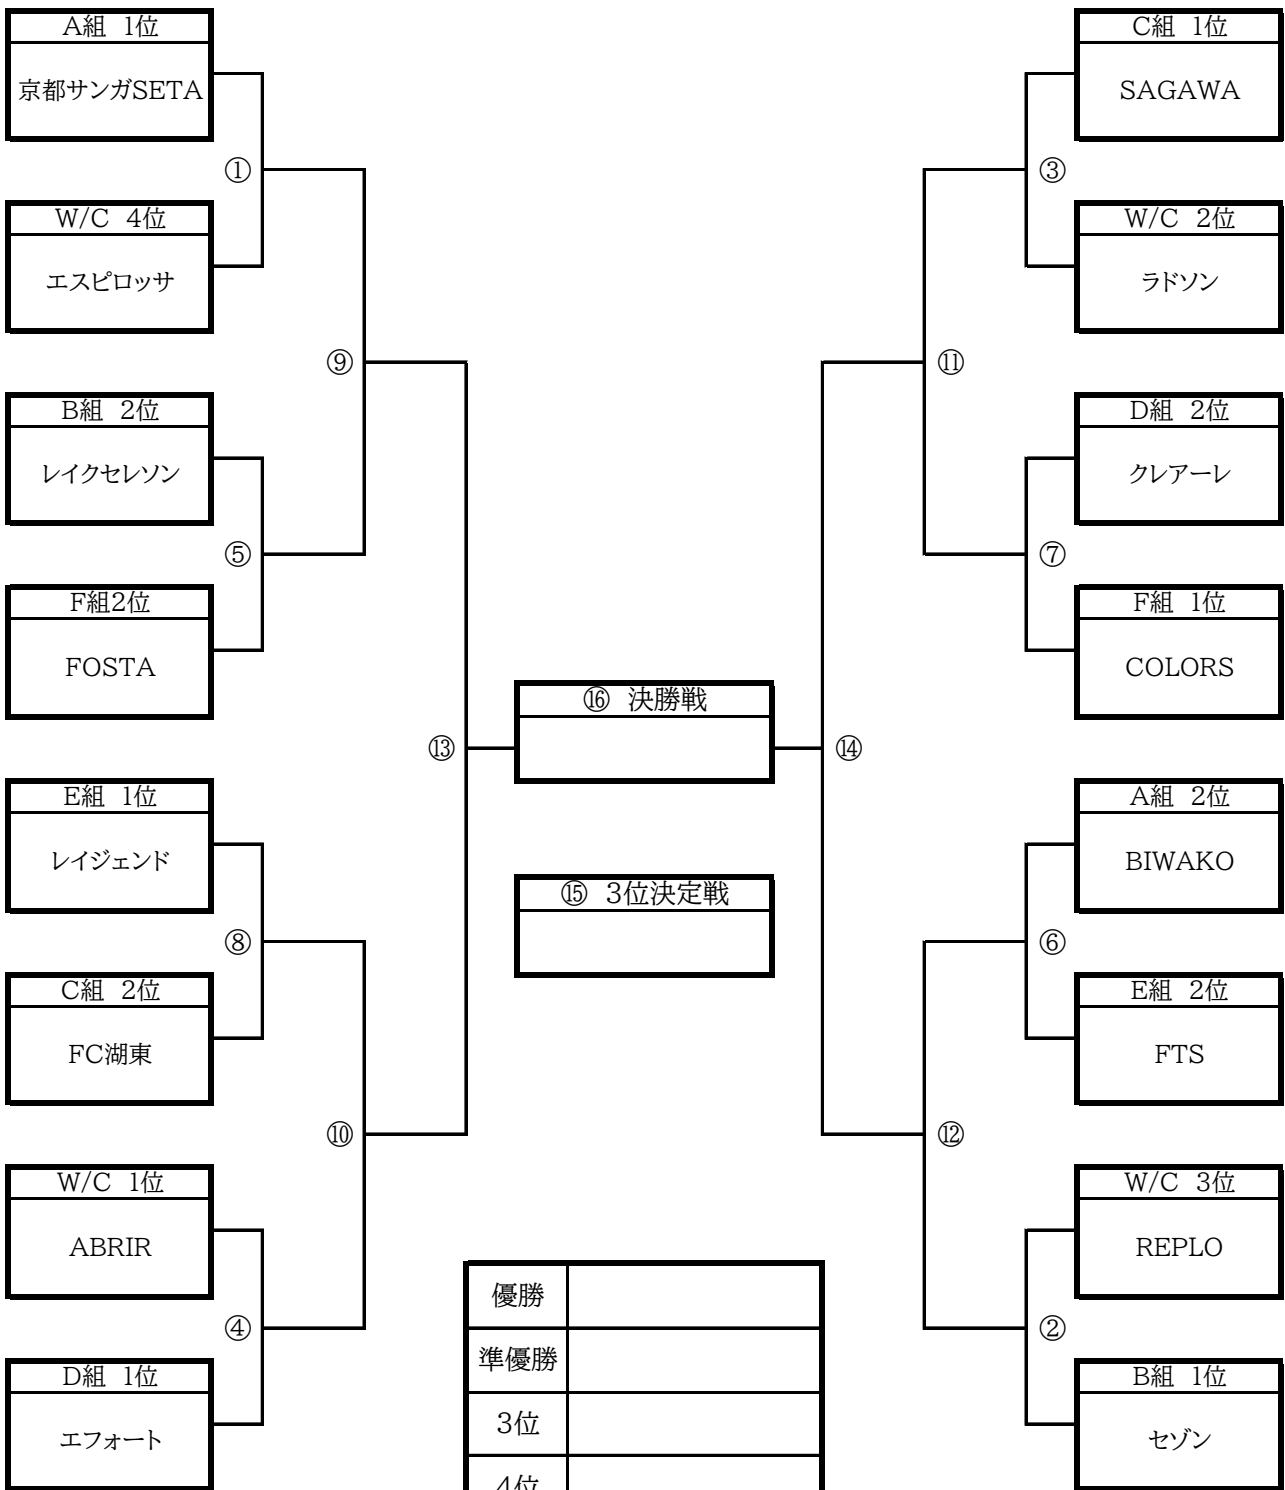 A組 1位
京都サンガSETA
①
W/C 4位
エスピロッサ
⑨
B組 2位
レイクセレソン
⑤
F組2位
FOSTA
⑬
E組 1位
レイジェンド
⑧
C組 2位
FC湖東
⑩
W/C 1位
ABRIR
④
D組 1位
エフォート
⑯ 決勝戦
⑮ 3位決定戦
優勝
準優勝
3位
4位
C組 1位
SAGAWA
③
W/C 2位
ラドソン
⑪
D組 2位
クレアーレ
⑦
F組 1位
COLORS
⑭
A組 2位
BIWAKO
⑥
E組 2位
FTS
⑫
W/C 3位
REPLO
②
B組 1位
セゾン